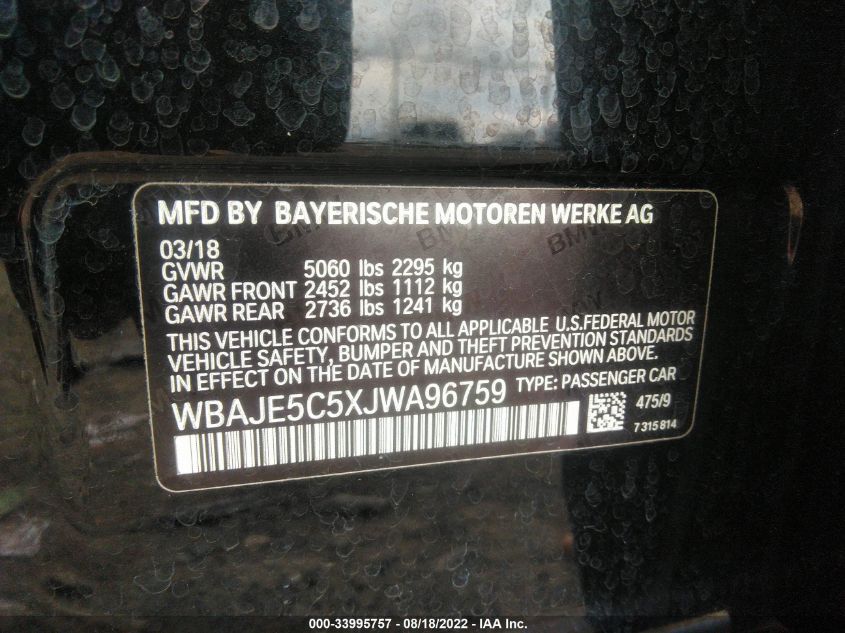 MFD BY BAYERISCHE MOTOREN WERKE AG
03/18
GVWR 5060 lbs 2295 kg
GAWR FRONT 2452 lbs 1112 kg
GAWR REAR 2736 lbs 1241 kg
THIS VEHICLE CONFORMS TO ALL APPLICABLE U.S.FEDERAL MOTOR
VEHICLE SAFETY, BUMPER AND THEFT PREVENTION STANDARDS
IN EFFECT ON THE DATE OF MANUFACTURE SHOWN ABOVE.
WBAJE5C5XJWA96759 TYPE: PASSENGER CAR
475/9
7 315 814
000-33995757 - 08/18/2022 - IAA Inc.